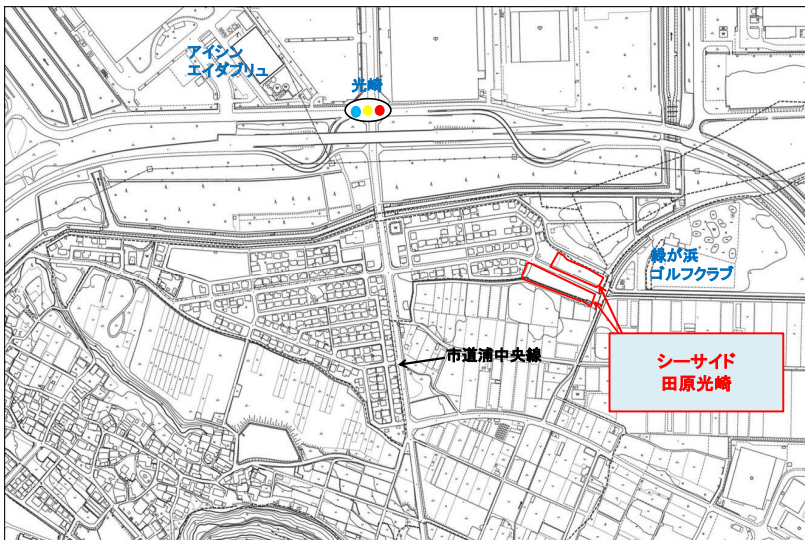 アイシン
エイダブリュ
光崎
緑が浜
ゴルフクラブ
市道浦中央線
シーサイド
田原光崎